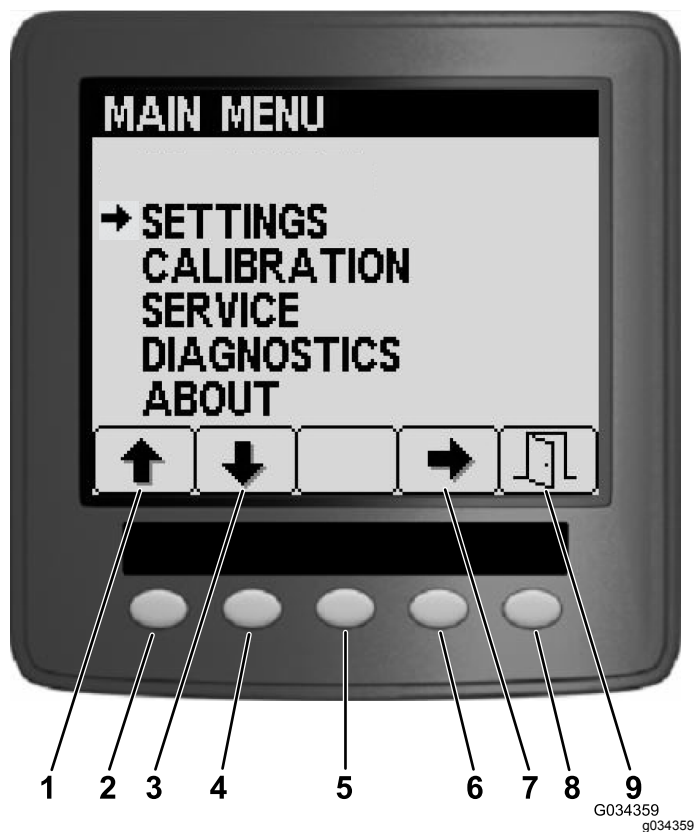 MAIN MENU
SETTINGS
CALIBRATION
SERVICE
DIAGNOSTICS
ABOUT
1 2 3 4 5 6 7 8 9
G034359
g034359